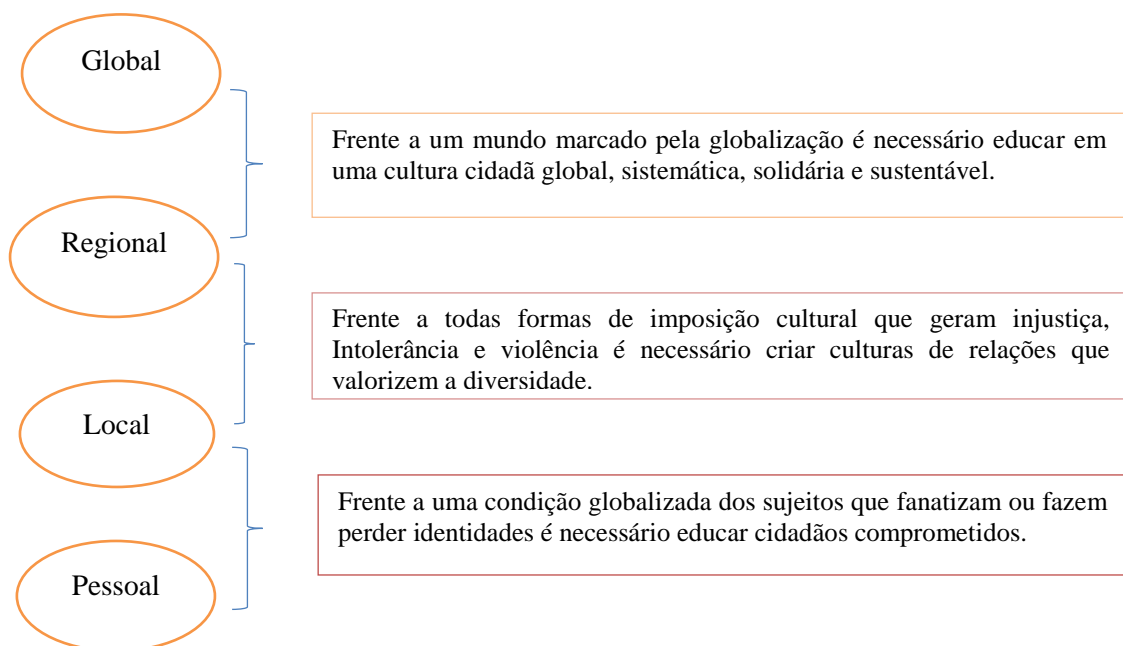 Global
Frente a um mundo marcado pela globalização é necessário educar em
uma cultura cidadã global, sistemática, solidária e sustentável.
Regional
Frente a todas formas de imposição cultural que geram injustiça,
Intolerância e violência é necessário criar culturas de relações que
valorizem a diversidade.
Local
Frente a uma condição globalizada dos sujeitos que fanatizam ou fazem
perder identidades é necessário educar cidadãos comprometidos.
Pessoal